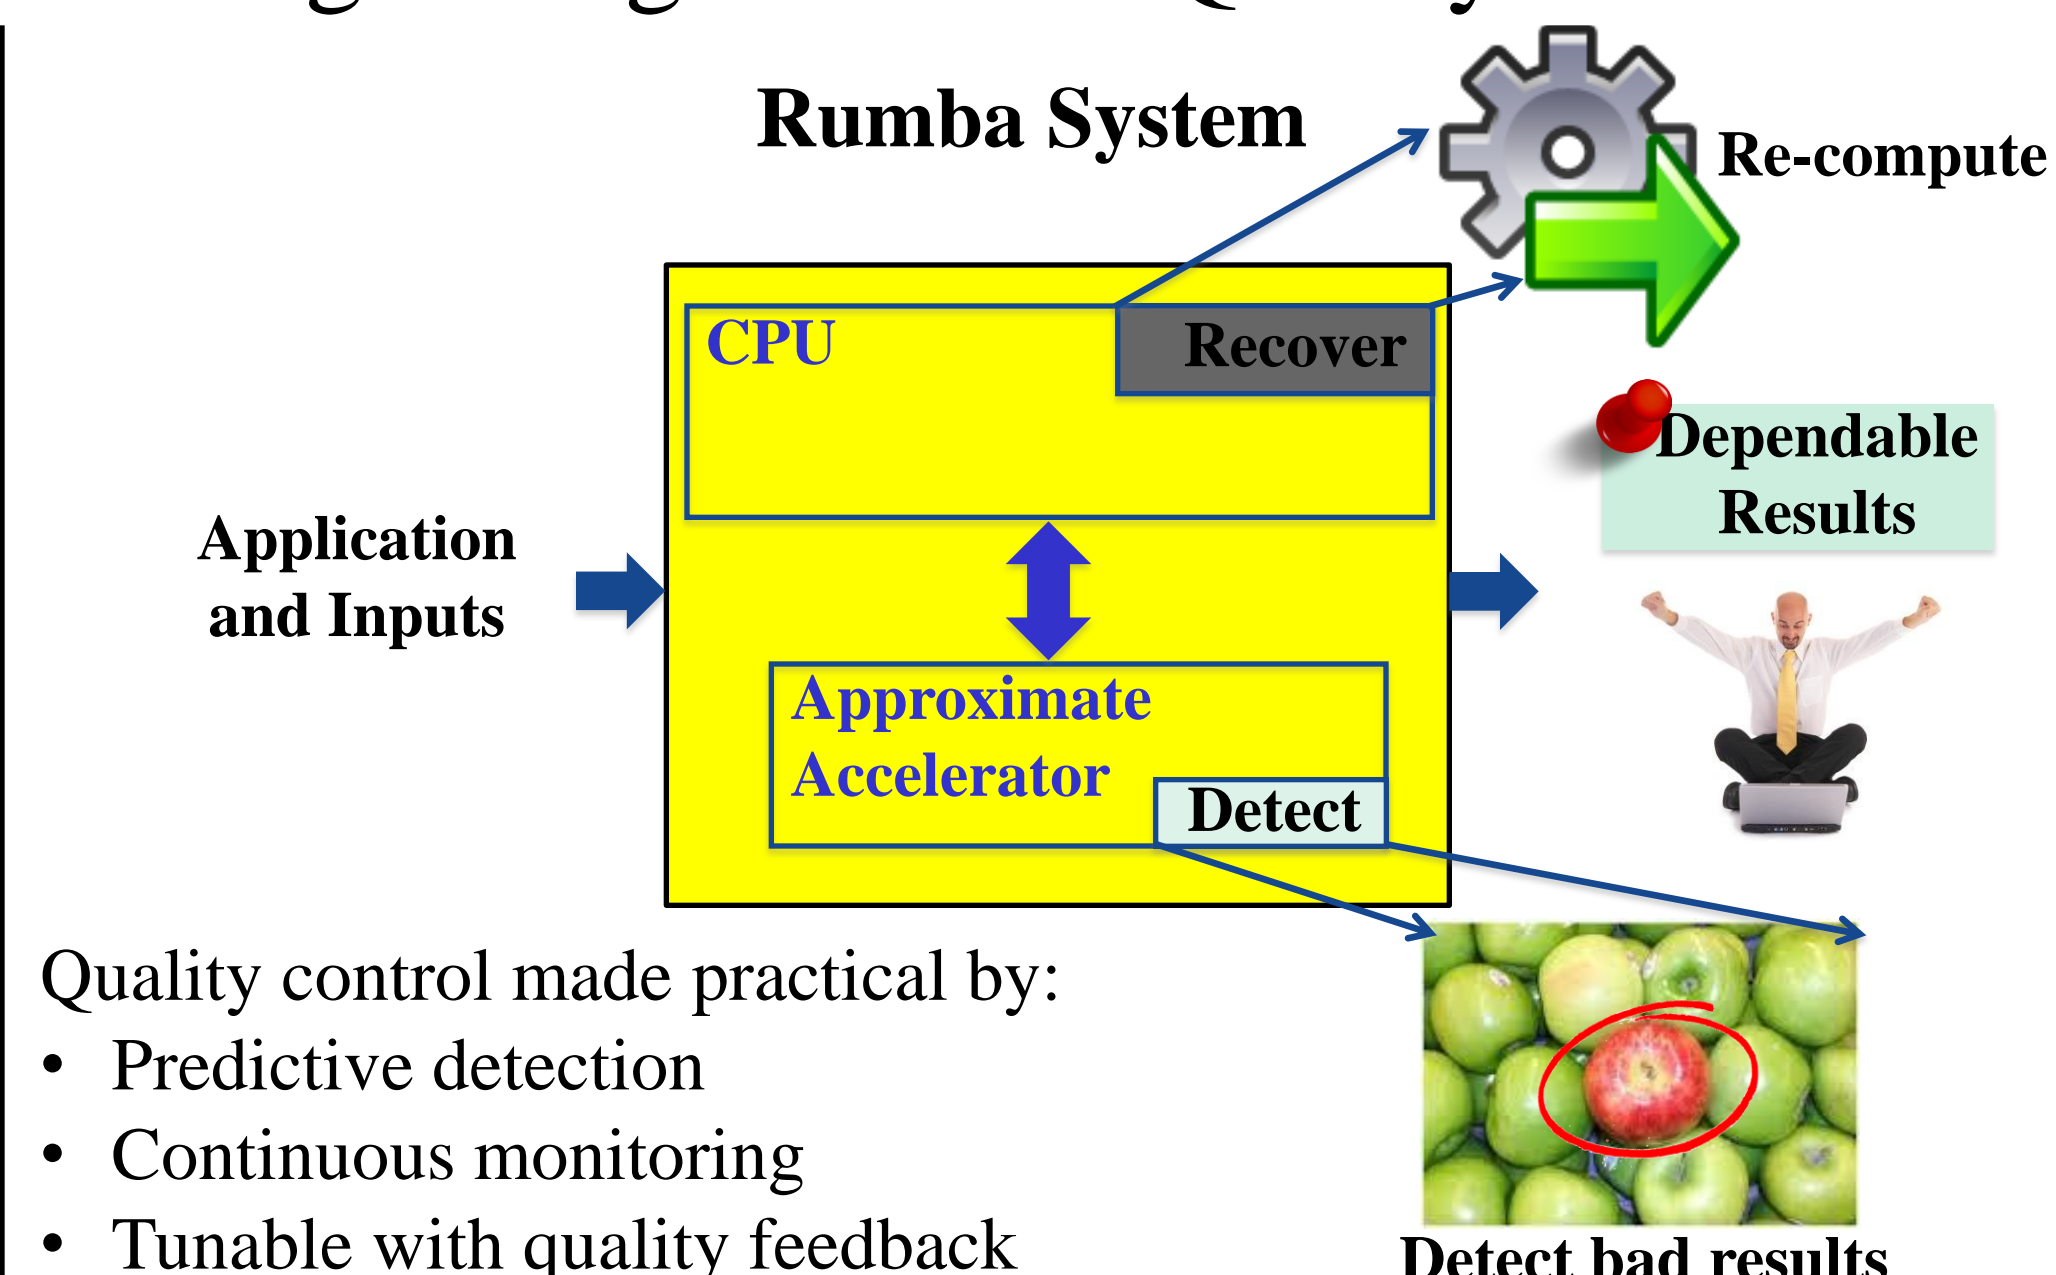 Rumba System
Re-compute
CPU
Recover
Dependable
Results
Application
and Inputs
Approximate
Accelerator
Detect
Quality control made practical by:
• Predictive detection
• Continuous monitoring
• Tunable with quality feedback
Detect bad results